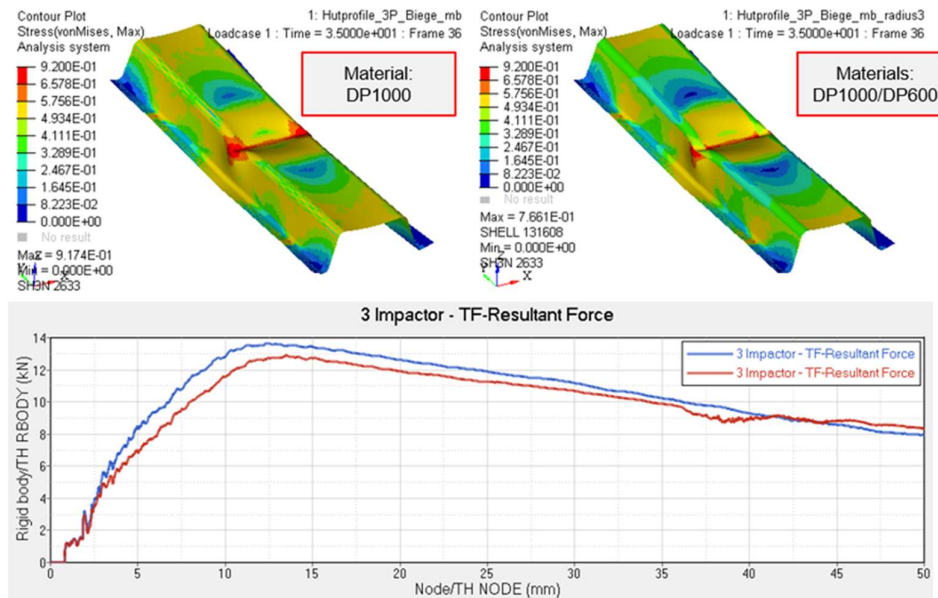 Contour Plot
Stress(vonMises, Max)
Analysis system
9.200E-01
6.578E-01
5.756E-01
4.934E-01
4.111E-01
3.289E-01
2.467E-01
1.645E-01
8.223E-02
0.000E+00
No result
Max = 9.174E-01
Min = 0.000E+00
SH3N 2633
Z
Y
X
1: Hutprofile_3P_Biege_mb
Loadcase 1 : Time = 3.5000e+001 : Frame 36
Material:
DP1000
Contour Plot
Stress(vonMises, Max)
Analysis system
9.200E-01
6.578E-01
5.756E-01
4.934E-01
4.111E-01
3.289E-01
2.467E-01
1.645E-01
8.223E-02
0.000E+00
No result
Max = 7.661E-01
SHELL 131608
Min = 0.000E+00
SH3N 2633
Z
Y
X
1: Hutprofile_3P_Biege_mb_radius3
Loadcase 1 : Time = 3.5000e+001 : Frame 36
Materials:
DP1000/DP600
3 Impactor - TF-Resultant Force
14
12
10
8
6
4
2
0
Rigid body/TH RBODY (kN)
3 Impactor - TF-Resultant Force
3 Impactor - TF-Resultant Force
0
5
10
15
20
25
30
35
40
45
50
Node/TH NODE (mm)